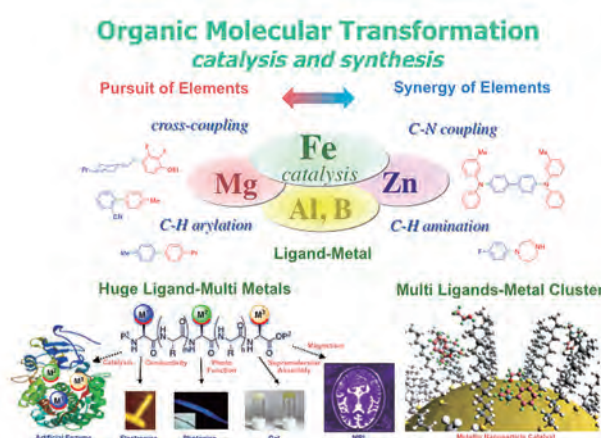 Organic Molecular Transformation
catalysis and synthesis
Pursuit of Elements
Synergy of Elements
cross-coupling
C-N coupling
Fe
catalysis
Mg
Zn
Al, B
C-H arylation
C-H amination
Ligand-Metal
Huge Ligand-Multi Metals
Multi Ligands-Metal Cluster
Magnetism
Catalysis
Conductivity
Photo
Function
Supramolecular
Assembly
Artificial Enzyme
Electronics
Photonics
Gel
MRI
Metallic Nanoparticle Catalyst